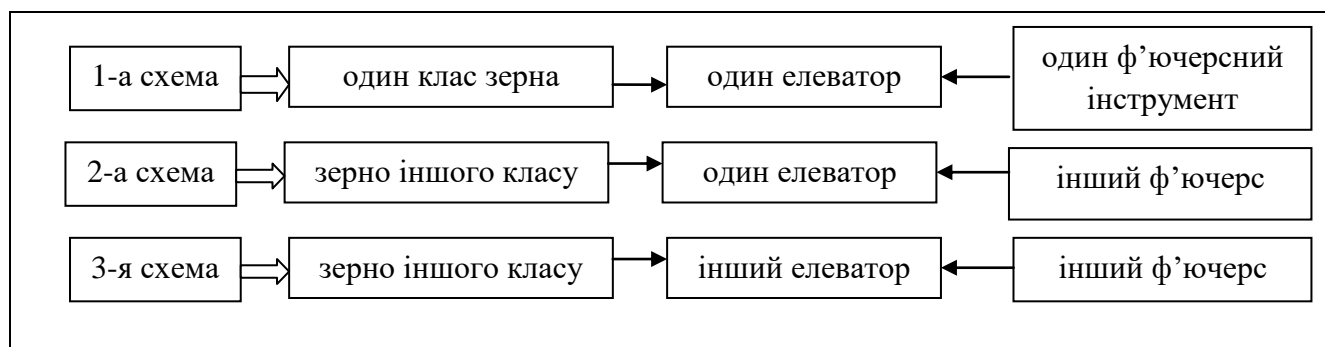 1-а схема
один клас зерна
один елеватор
один ф’ючерсний
інструмент
2-а схема
зерно іншого класу
один елеватор
інший ф’ючерс
3-я схема
зерно іншого класу
інший елеватор
інший ф’ючерс